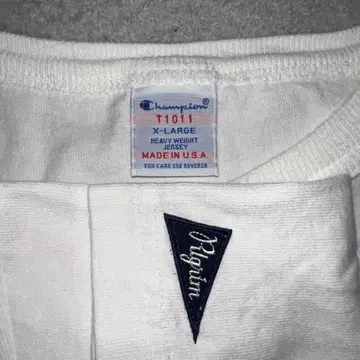 Champion®
T1011
X-LARGE
HEAVY WEIGHT
JERSEY
MADE IN U.S.A.
FOR CARE SEE REVERSE
Pilgrim